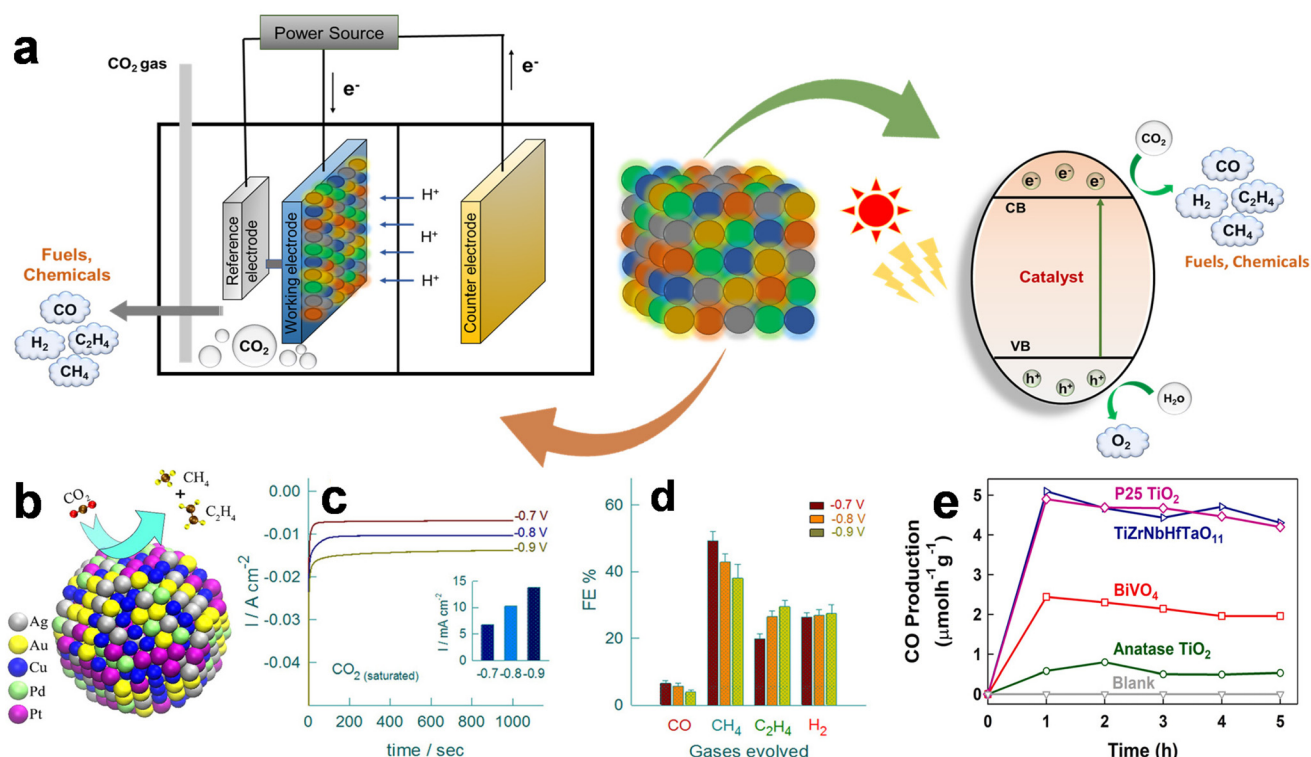 a
Power Source
CO₂ gas
e⁻
e⁻
Reference
electrode
Working electrode
H⁺
H⁺
H⁺
H⁺
Counter electrode
CO₂
Fuels,
Chemicals
CO
H₂
C₂H₄
CH₄
CO₂
e⁻
e⁻
e⁻
CB
Catalyst
VB
h⁺
h⁺
h⁺
CO
H₂
C₂H₄
CH₄
Fuels, Chemicals
H₂o
O₂
b
CO₂
CH₄
+
C₂H₄
Ag
Au
Cu
Pd
Pt
c
I / A cm⁻²
0.00
-0.01
-0.02
-0.03
-0.04
-0.7 V
-0.8 V
-0.9 V
I / mA cm⁻²
15
10
5
0
-0.7 -0.8 -0.9
CO₂ (saturated)
0 200 400 600 800 1000
time / sec
d
FE %
60
40
20
0
-0.7 V
-0.8 V
-0.9 V
CO CH₄ C₂H₄ H₂
Gases evolved
e
CO Production
(μmolh⁻¹ g⁻¹)
5
4
3
2
1
0
P25 TiO₂
TiZrNbHfTaO₁₁
BiVO₄
Anatase TiO₂
Blank
0 1 2 3 4 5
Time (h)